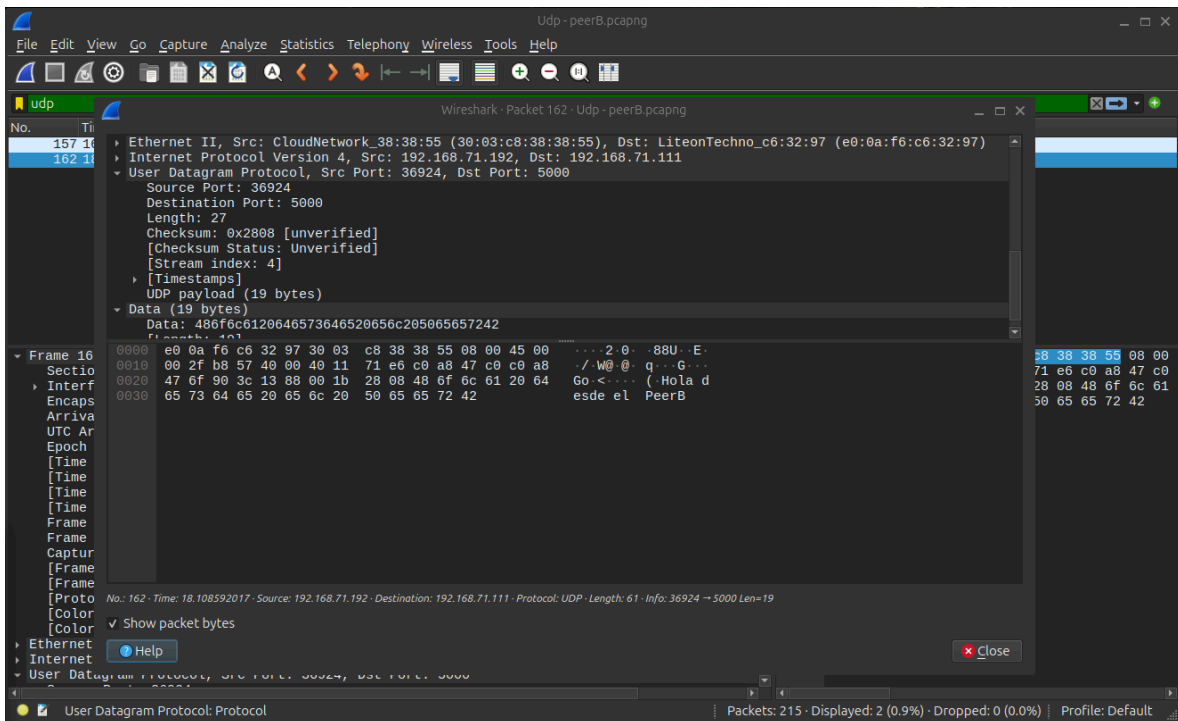 Udp - peerB.pcapng
File Edit View Go Capture Analyze Statistics Telephony Wireless Tools Help
udp
No.
157
162
Wireshark · Packet 162 · Udp - peerB.pcapng
Ethernet II, Src: CloudNetwork_38:38:55 (30:03:c8:38:38:55), Dst: LiteonTechno_c6:32:97 (e0:0a:f6:c6:32:97)
Internet Protocol Version 4, Src: 192.168.71.192, Dst: 192.168.71.111
User Datagram Protocol, Src Port: 36924, Dst Port: 5000
Source Port: 36924
Destination Port: 5000
Length: 27
Checksum: 0x2808 [unverified]
[Checksum Status: Unverified]
[Stream index: 4]
[Timestamps]
UDP payload (19 bytes)
Data (19 bytes)
Data: 486f6c6120646573646520656c205065657242
0000 e0 0a f6 c6 32 97 30 03 c8 38 38 55 08 00 45 00 ····2·0· ·88U··E·
0010 00 2f b8 57 40 00 40 11 71 e6 c0 a8 47 c0 c0 a8 ·/·W@·@· q···G···
0020 47 6f 90 3c 13 88 00 1b 28 08 48 6f 6c 61 20 64 Go·<···· (·Hola d
0030 65 73 64 65 20 65 6c 20 50 65 65 72 42 esde el PeerB
No.: 162 · Time: 18.108592017 · Source: 192.168.71.192 · Destination: 192.168.71.111 · Protocol: UDP · Length: 61 · Info: 36924 → 5000 Len=19
Show packet bytes
Help
Close
Frame 16
Sectio
Interf
Encaps
Arriva
UTC Ar
Epoch
[Time
[Time
[Time
[Time
Frame
Frame
Captur
[Frame
[Frame
[Proto
[Color
[Color
Ethernet
Internet
User Datagram Protocol, Src Port: 36924, Dst Port: 5000
c8 38 38 55 08 00
71 e6 c0 a8 47 c0
28 08 48 6f 6c 61
50 65 65 72 42
User Datagram Protocol: Protocol
Packets: 215 · Displayed: 2 (0.9%) · Dropped: 0 (0.0%)
Profile: Default